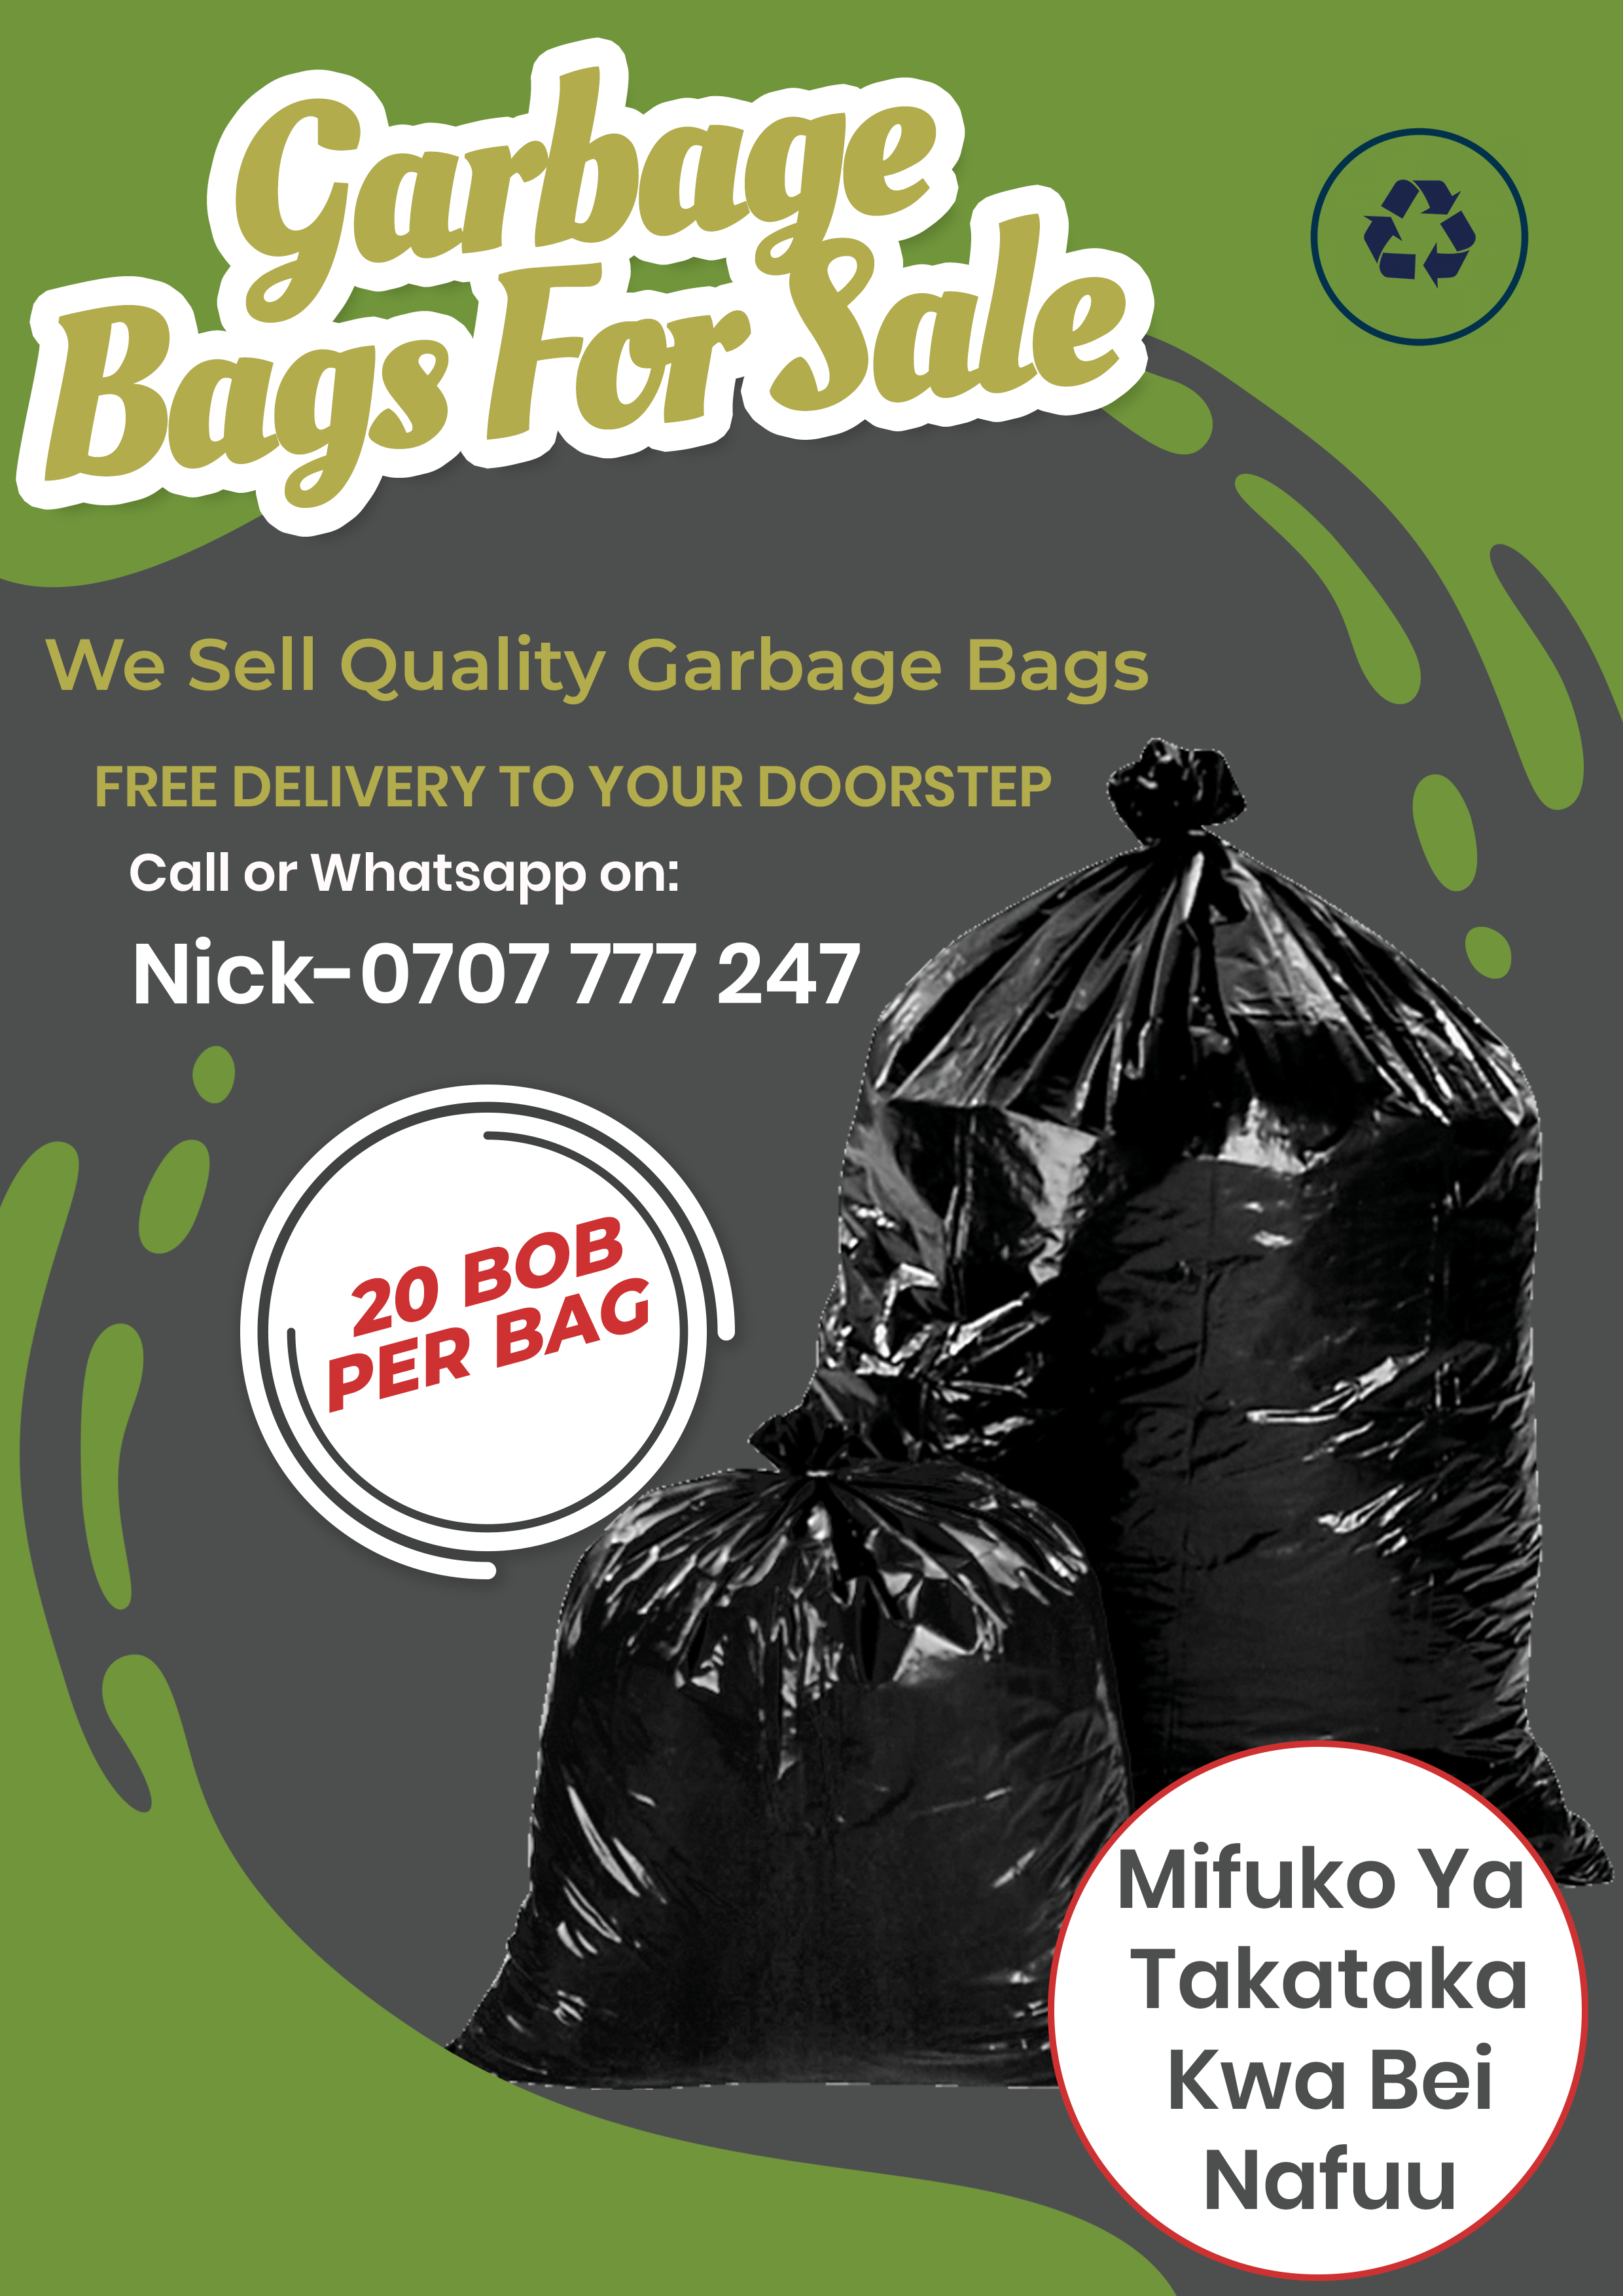 Garbage
Bags For Sale
We Sell Quality Garbage Bags
FREE DELIVERY TO YOUR DOORSTEP
Call or Whatsapp on:
Nick-0707 777 247
20 BOB
PER BAG
Mifuko Ya
Takataka
Kwa Bei
Nafuu